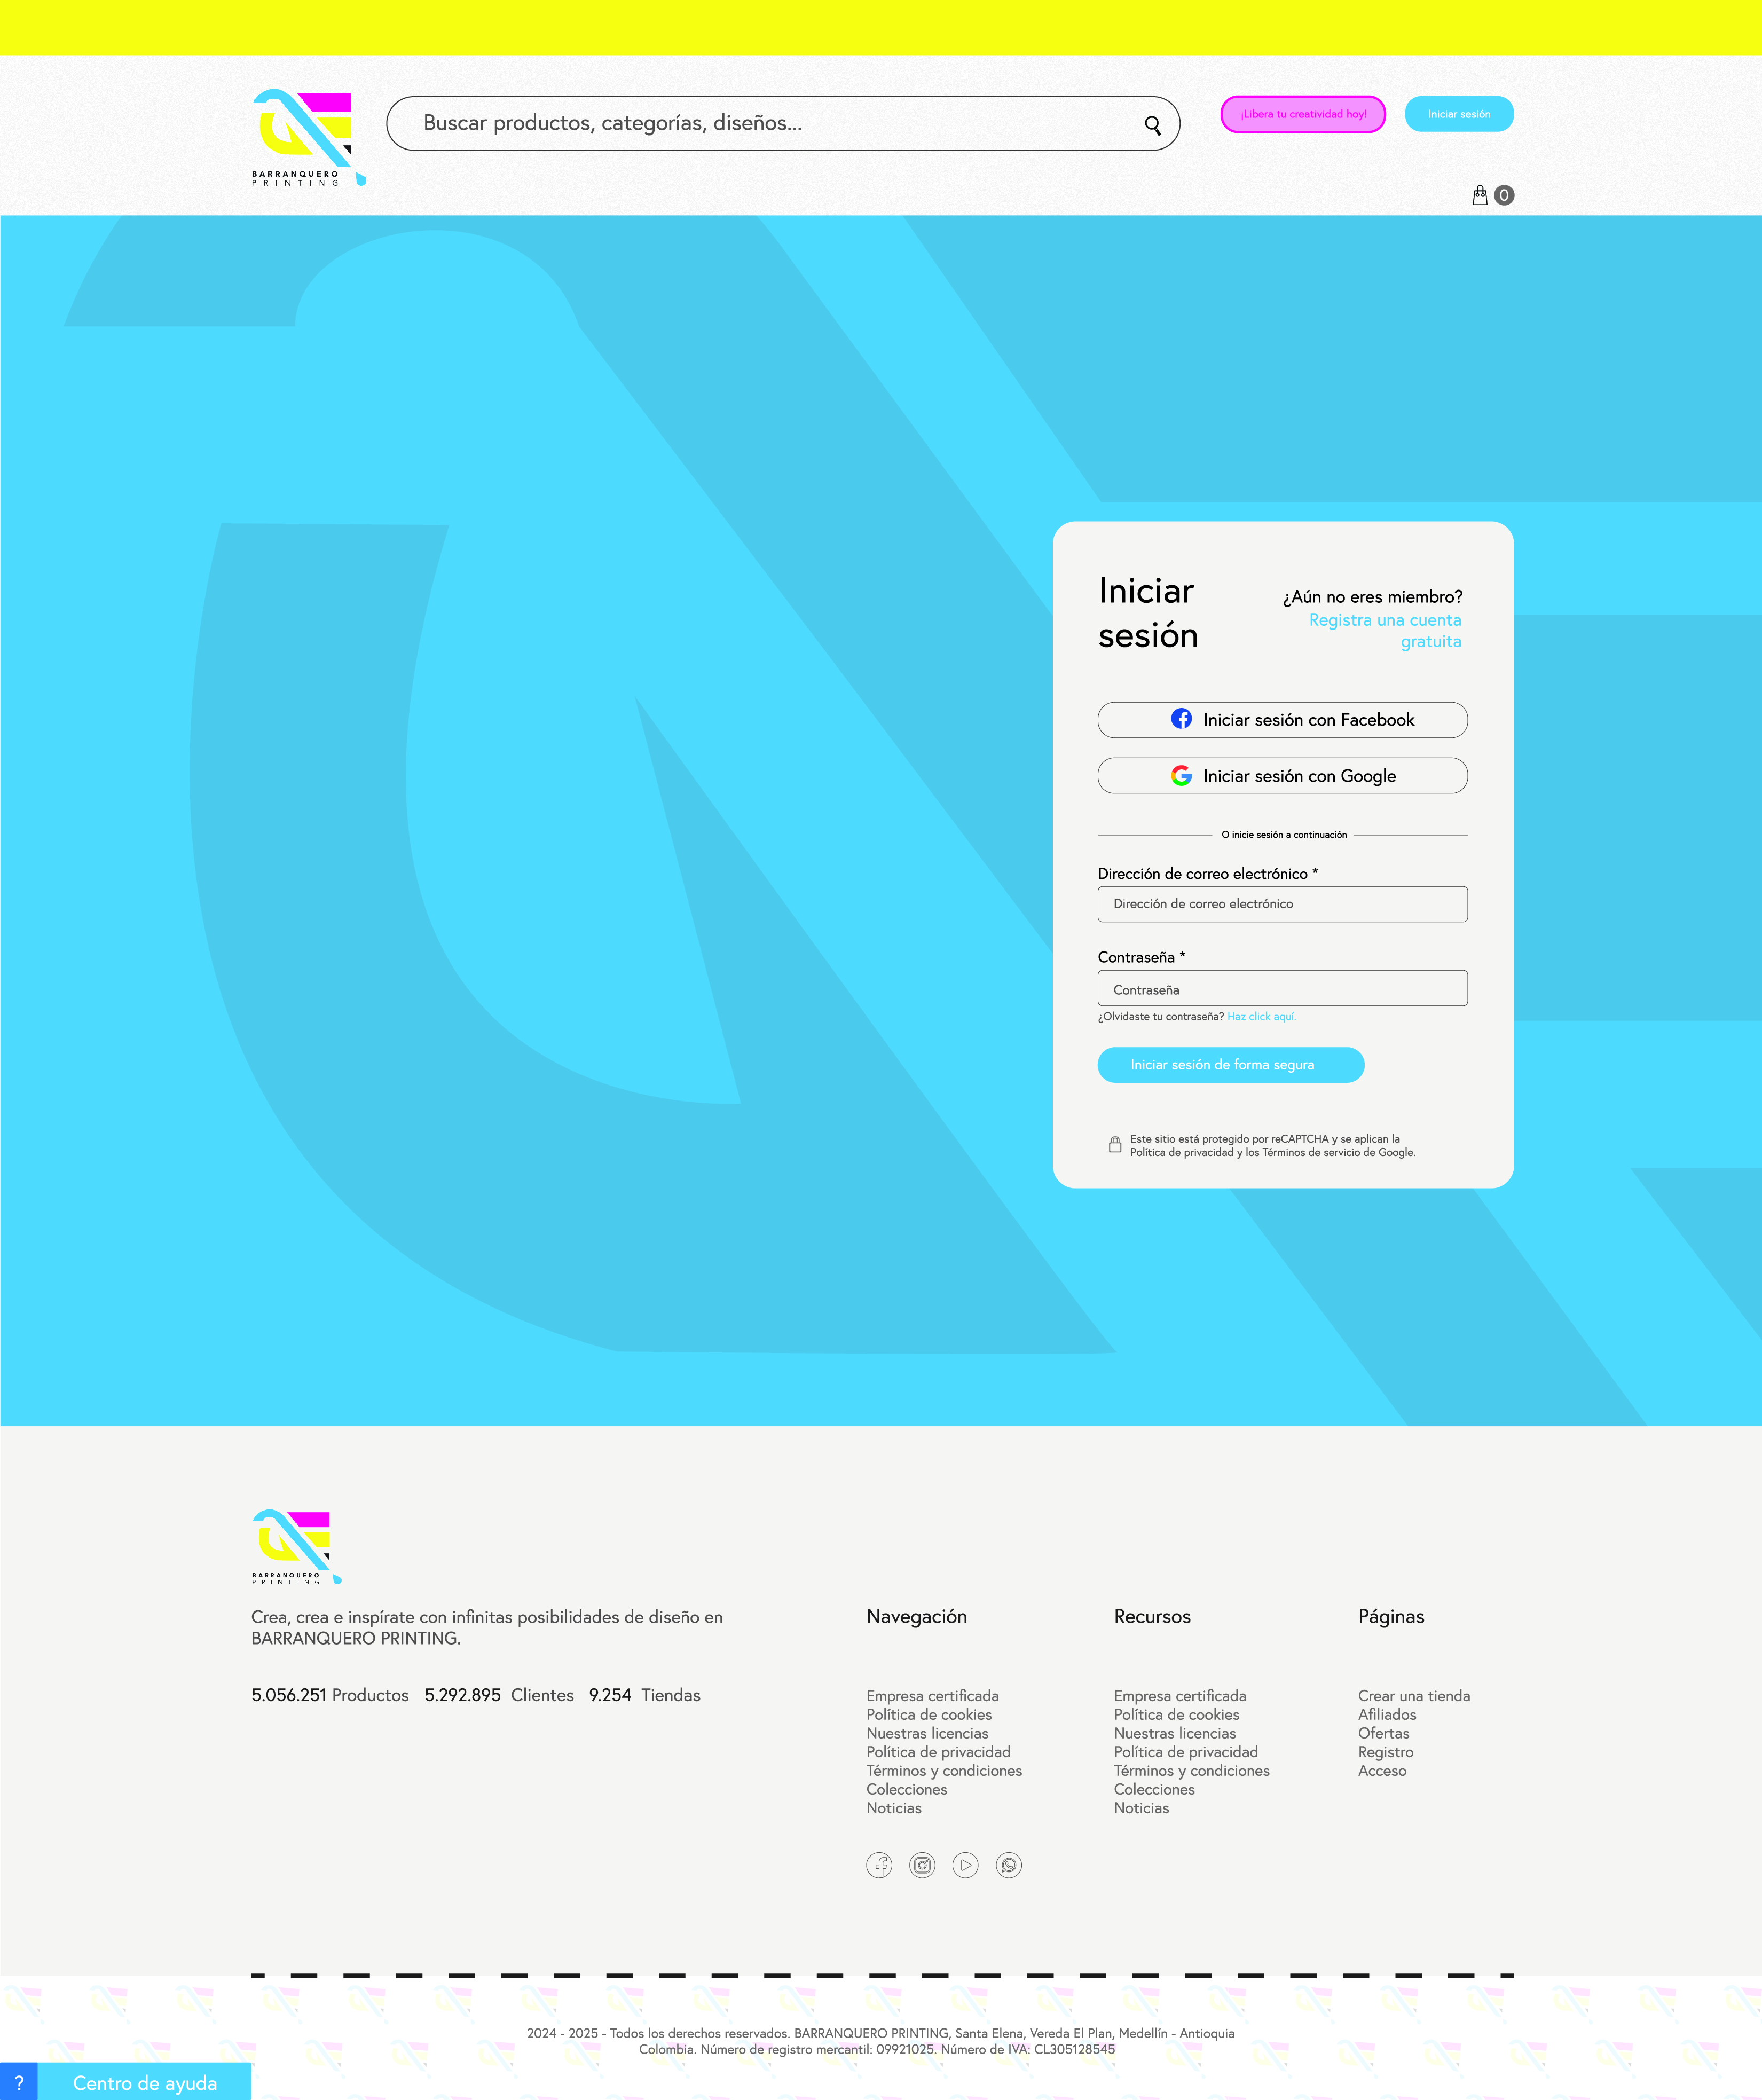 BARRANQUERO
PRINTING
Buscar productos, categorías, diseños...
¡Libera tu creatividad hoy!
Iniciar sesión
0
Iniciar
sesión
¿Aún no eres miembro?
Registra una cuenta
gratuita
Iniciar sesión con Facebook
Iniciar sesión con Google
O inicie sesión a continuación
Dirección de correo electrónico *
Dirección de correo electrónico
Contraseña *
Contraseña
¿Olvidaste tu contraseña? Haz click aquí.
Iniciar sesión de forma segura
Este sitio está protegido por reCAPTCHA y se aplican la
Política de privacidad y los Términos de servicio de Google.
BARRANQUERO
PRINTING
Crea, crea e inspírate con infinitas posibilidades de diseño en
BARRANQUERO PRINTING.
5.056.251 Productos 5.292.895 Clientes 9.254 Tiendas
Navegación
Empresa certificada
Política de cookies
Nuestras licencias
Política de privacidad
Términos y condiciones
Colecciones
Noticias
Recursos
Empresa certificada
Política de cookies
Nuestras licencias
Política de privacidad
Términos y condiciones
Colecciones
Noticias
Páginas
Crear una tienda
Afiliados
Ofertas
Registro
Acceso
2024 - 2025 - Todos los derechos reservados. BARRANQUERO PRINTING, Santa Elena, Vereda El Plan, Medellín - Antioquia
Colombia. Número de registro mercantil: 09921025. Número de IVA: CL305128545
? Centro de ayuda